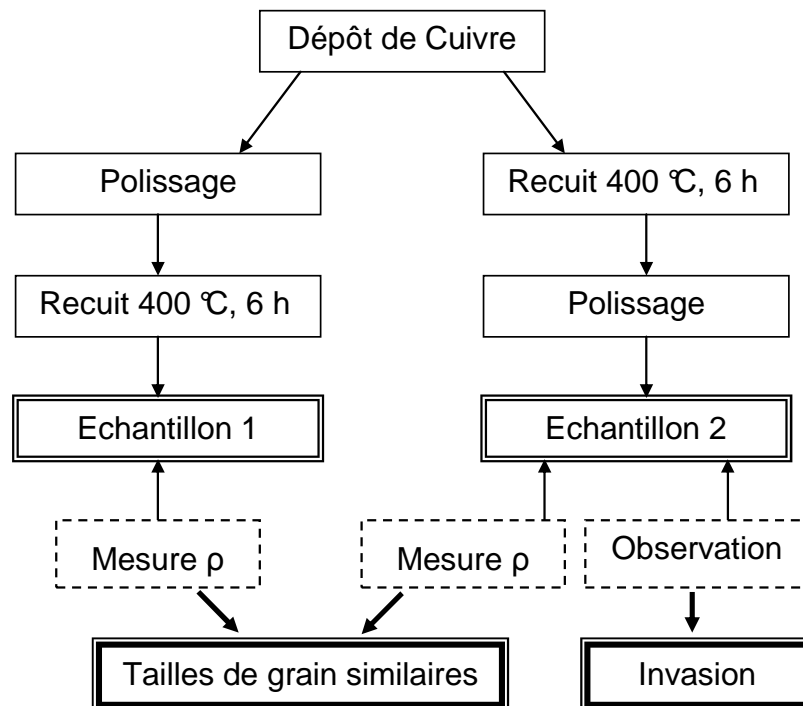 Dépôt de Cuivre
Polissage
Recuit 400 °C, 6 h
Recuit 400 °C, 6 h
Polissage
Echantillon 1
Echantillon 2
Mesure ρ
Mesure ρ
Observation
Tailles de grain similaires
Invasion